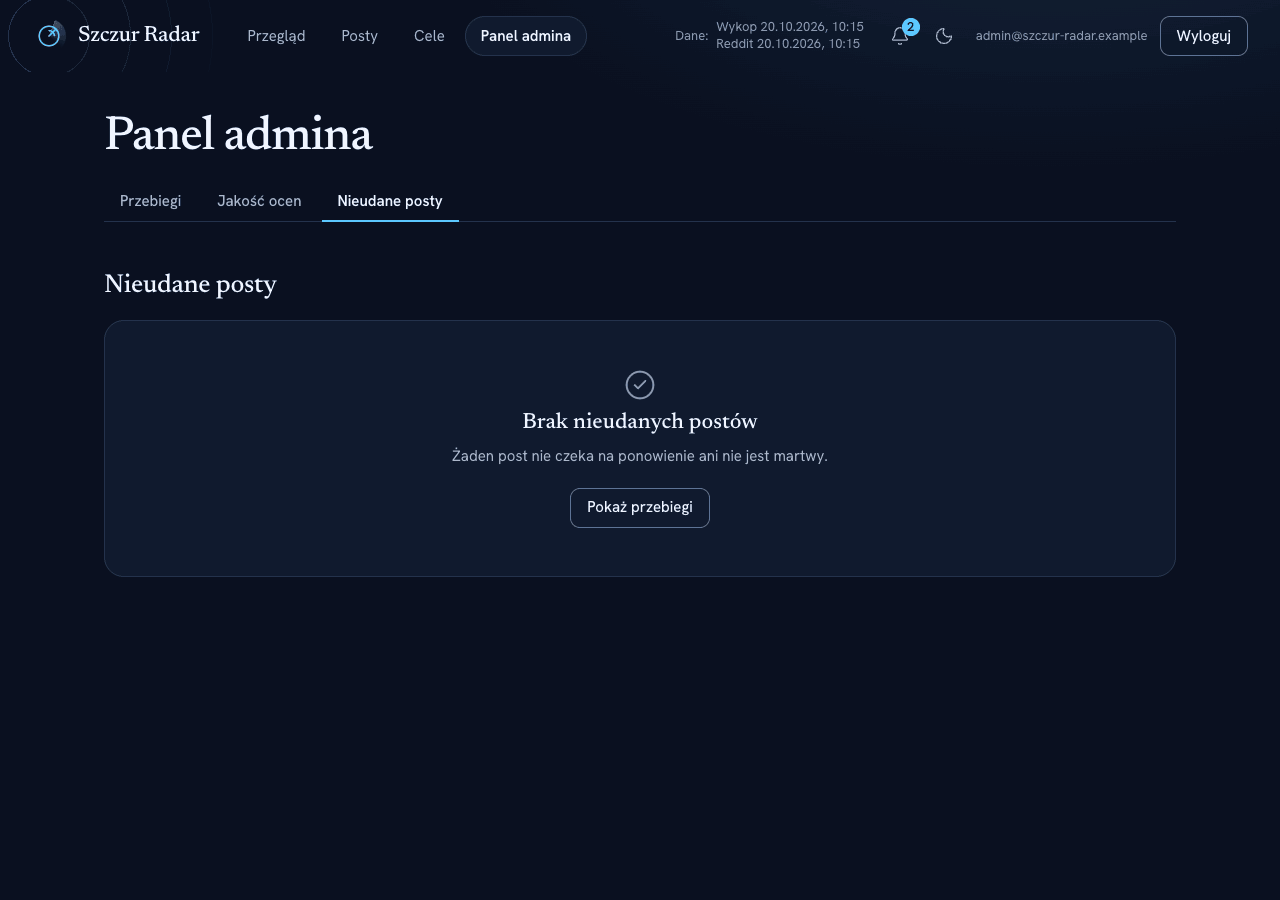 Szczur Radar
Przegląd
Posty
Cele
Panel admina
Dane:
Wykop 20.10.2026, 10:15
Reddit 20.10.2026, 10:15
2
admin@szczur-radar.example
Wyloguj
Panel admina
Przebiegi
Jakość ocen
Nieudane posty
Nieudane posty
Brak nieudanych postów
Żaden post nie czeka na ponowienie ani nie jest martwy.
Pokaż przebiegi